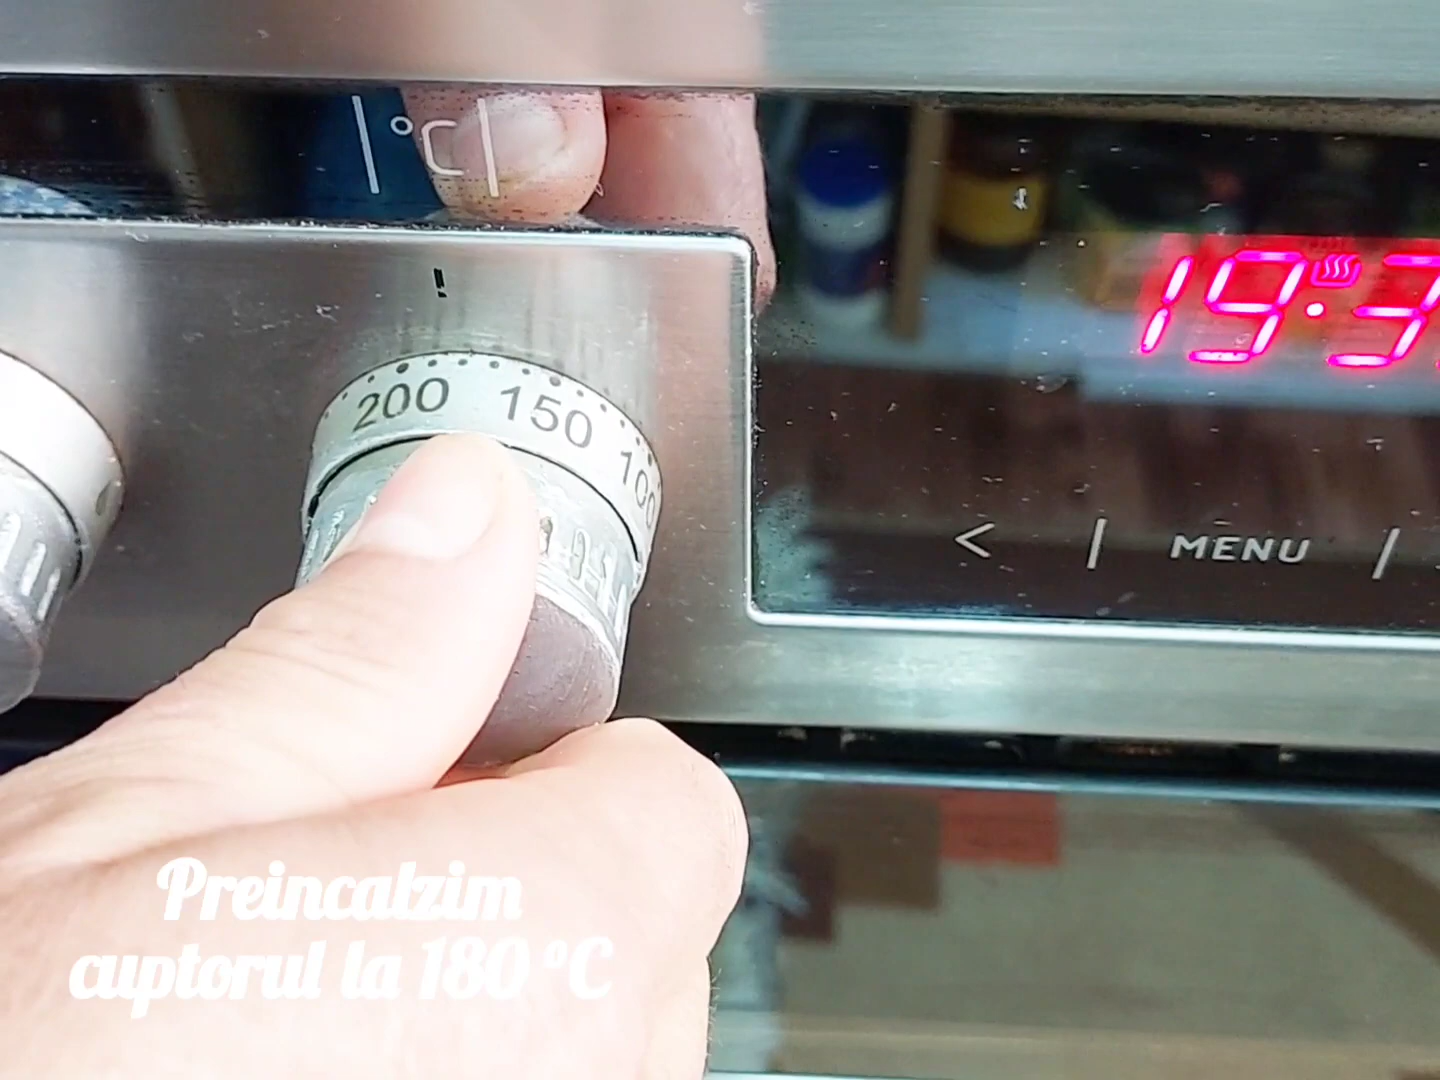 °C
200 150 100
19:3
< | MENU |
Preincalzim
cuptorul la 180 °C